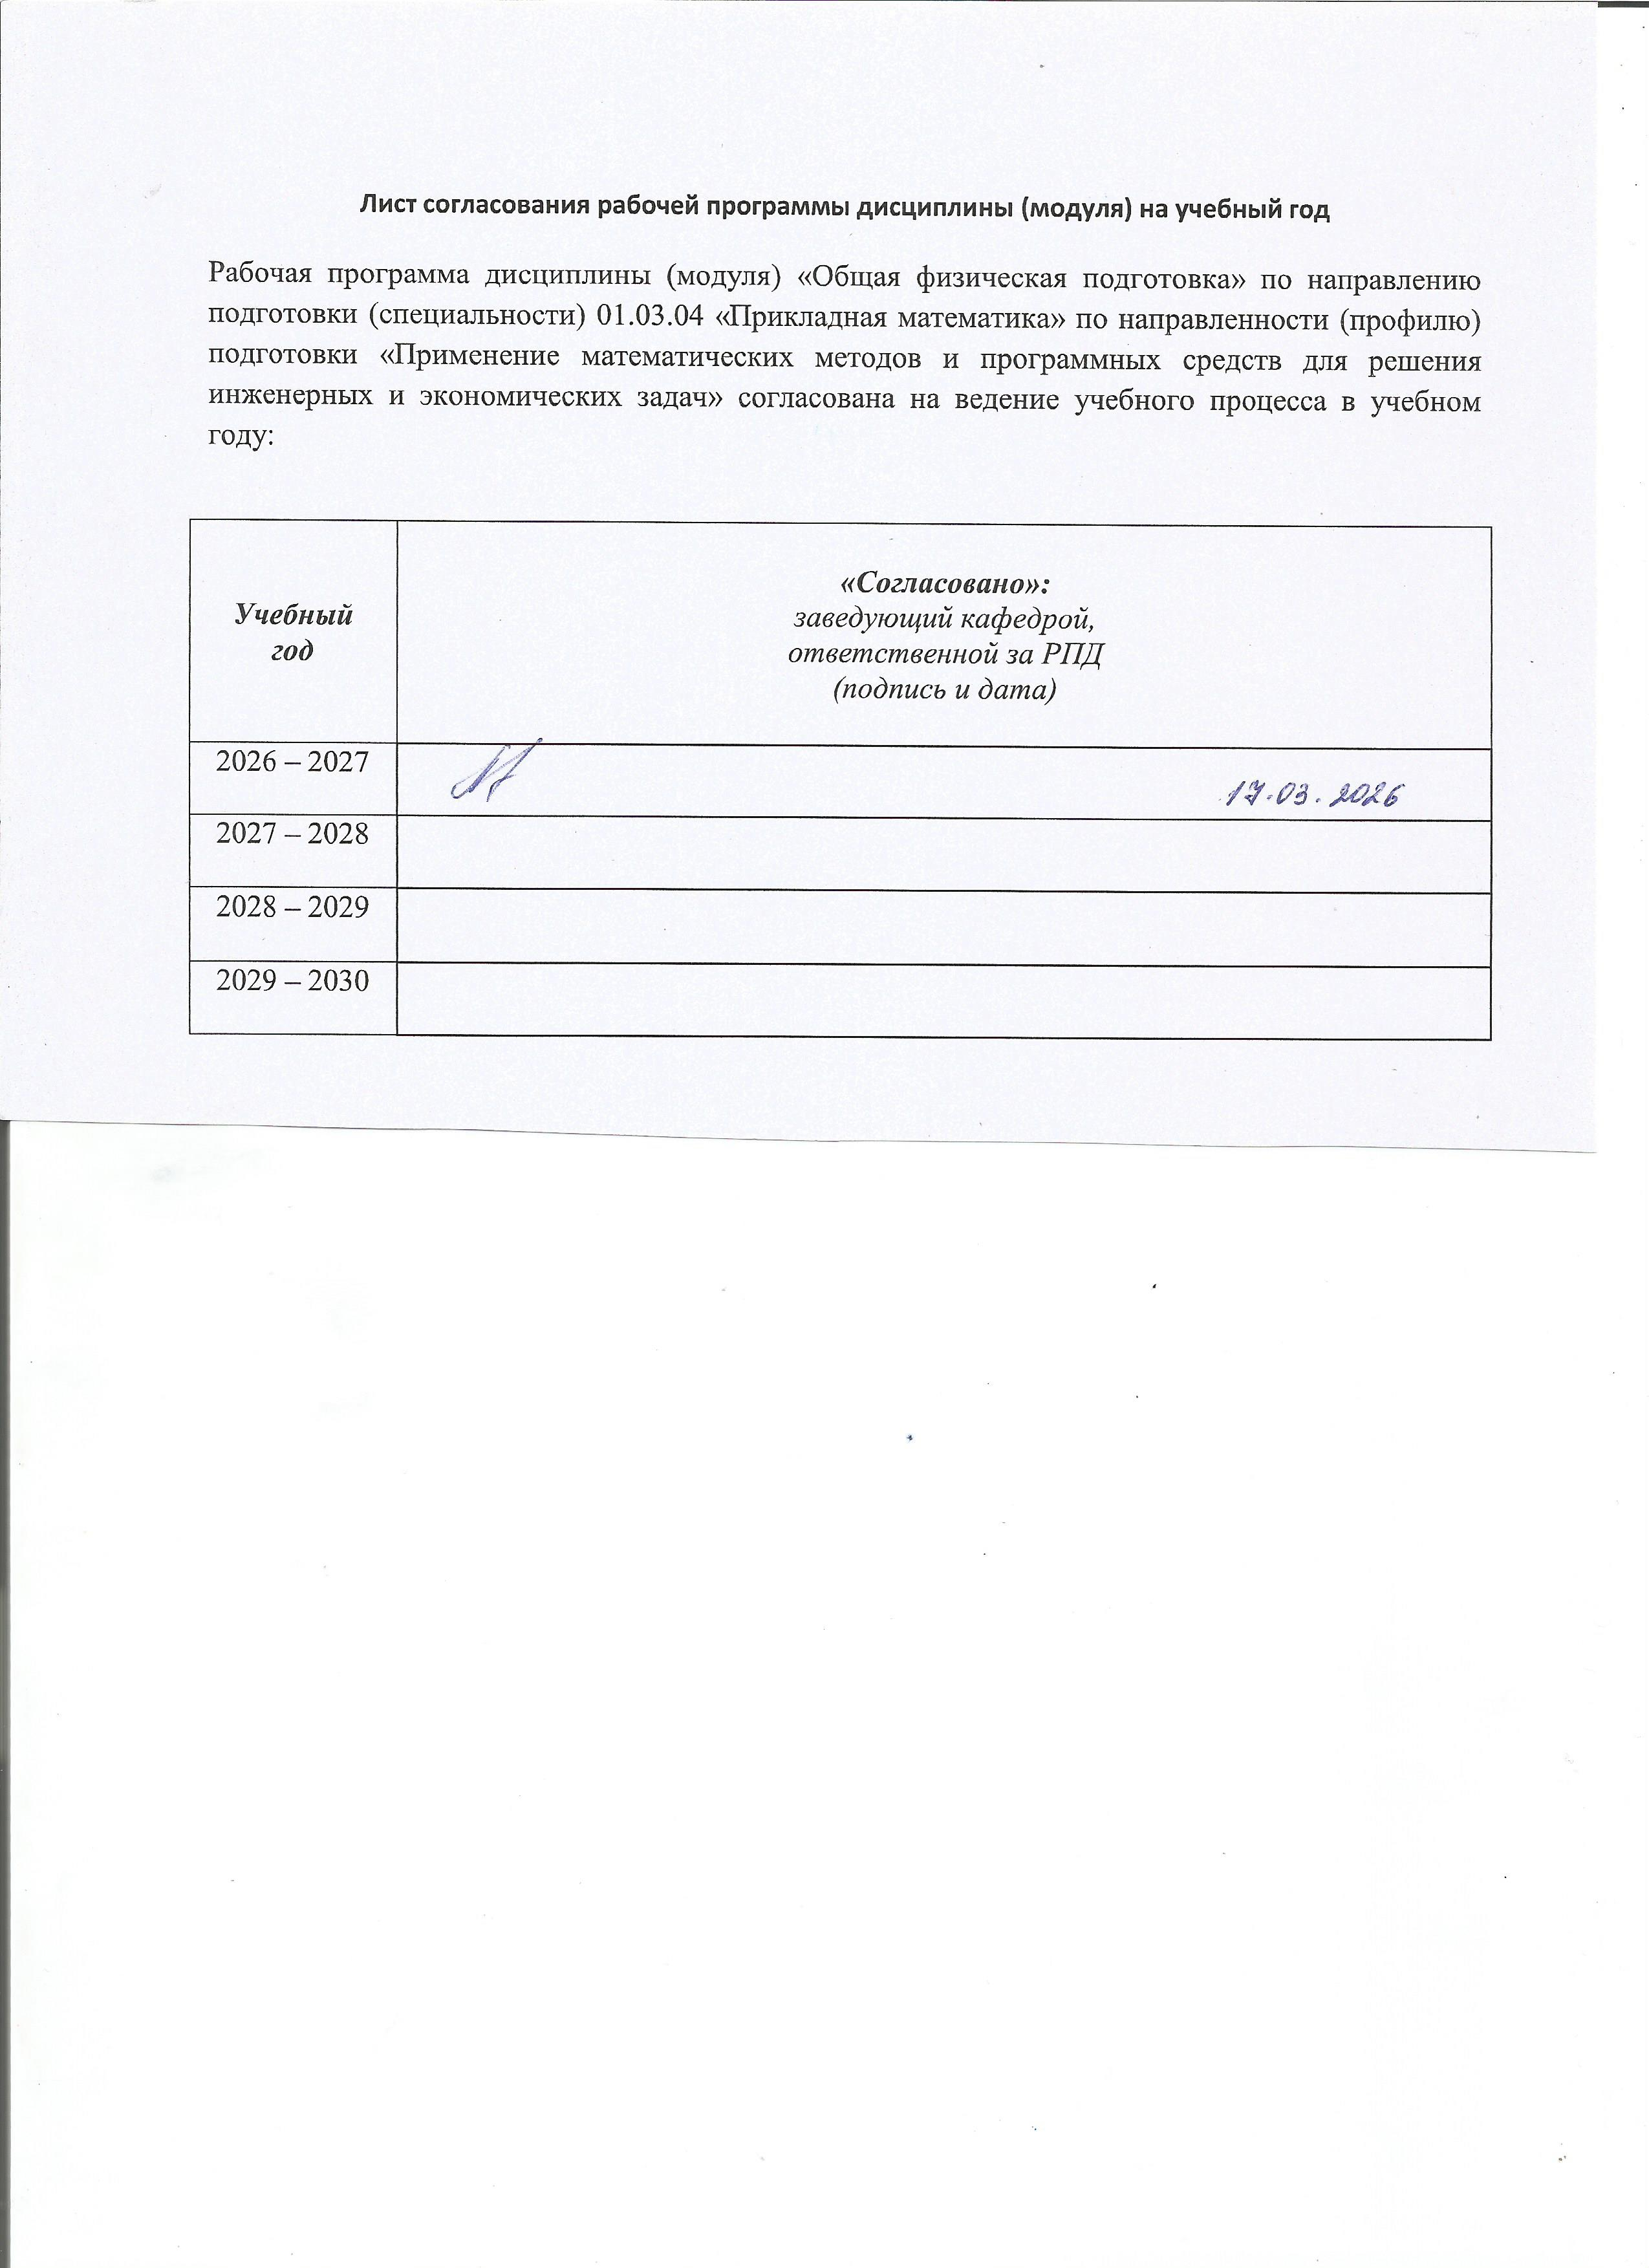 Лист согласования рабочей программы дисциплины (модуля) на учебный год
Рабочая программа дисциплины (модуля) «Общая физическая подготовка» по направлению
подготовки (специальности) 01.03.04 «Прикладная математика» по направленности (профилю)
подготовки «Применение математических методов и программных средств для решения
инженерных и экономических задач» согласована на ведение учебного процесса в учебном
году:
Учебный
год
«Согласовано»:
заведующий кафедрой,
ответственной за РПД
(подпись и дата)
2026 – 2027
17.03.2026
2027 – 2028
2028 – 2029
2029 – 2030